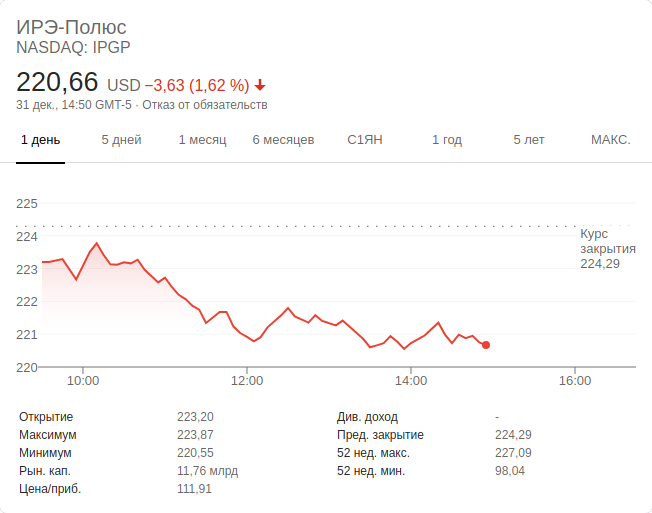 ИРЭ-Полюс
NASDAQ: IPGP
220,66 USD −3,63 (1,62 %)
31 дек., 14:50 GMT-5 · Отказ от обязательств
1 день 5 дней 1 месяц 6 месяцев С1ЯН 1 год 5 лет МАКС.
225
224
223
222
221
220
Курс
закрытия
224,29
10:00 12:00 14:00 16:00
Открытие 223,20 Див. доход -
Максимум 223,87 Пред. закрытие 224,29
Минимум 220,55 52 нед. макс. 227,09
Рын. кап. 11,76 млрд 52 нед. мин. 98,04
Цена/приб. 111,91